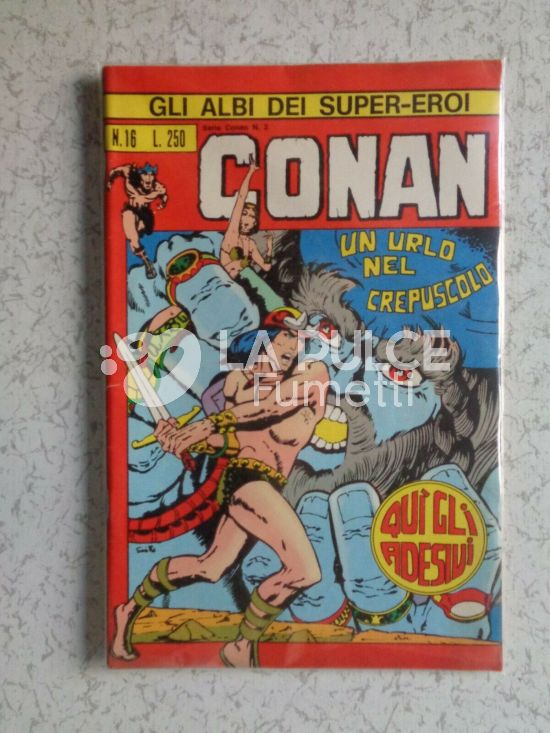 GLI ALBI DEI SUPER-EROI
N.16 L. 250
Serie Conan N. 2
CONAN
UN URLO
NEL
CREPUSCOLO
LA PULCE
Fumetti
QUÌ GLI
ADESIVI